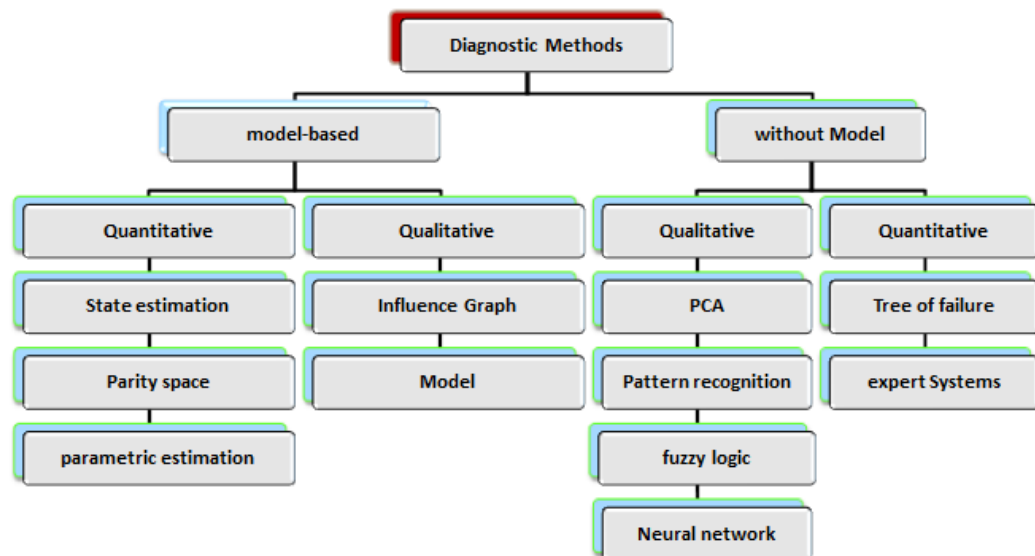 Diagnostic Methods
model-based
without Model
Quantitative
Qualitative
Qualitative
Quantitative
State estimation
Influence Graph
PCA
Tree of failure
Parity space
Model
Pattern recognition
expert Systems
parametric estimation
fuzzy logic
Neural network